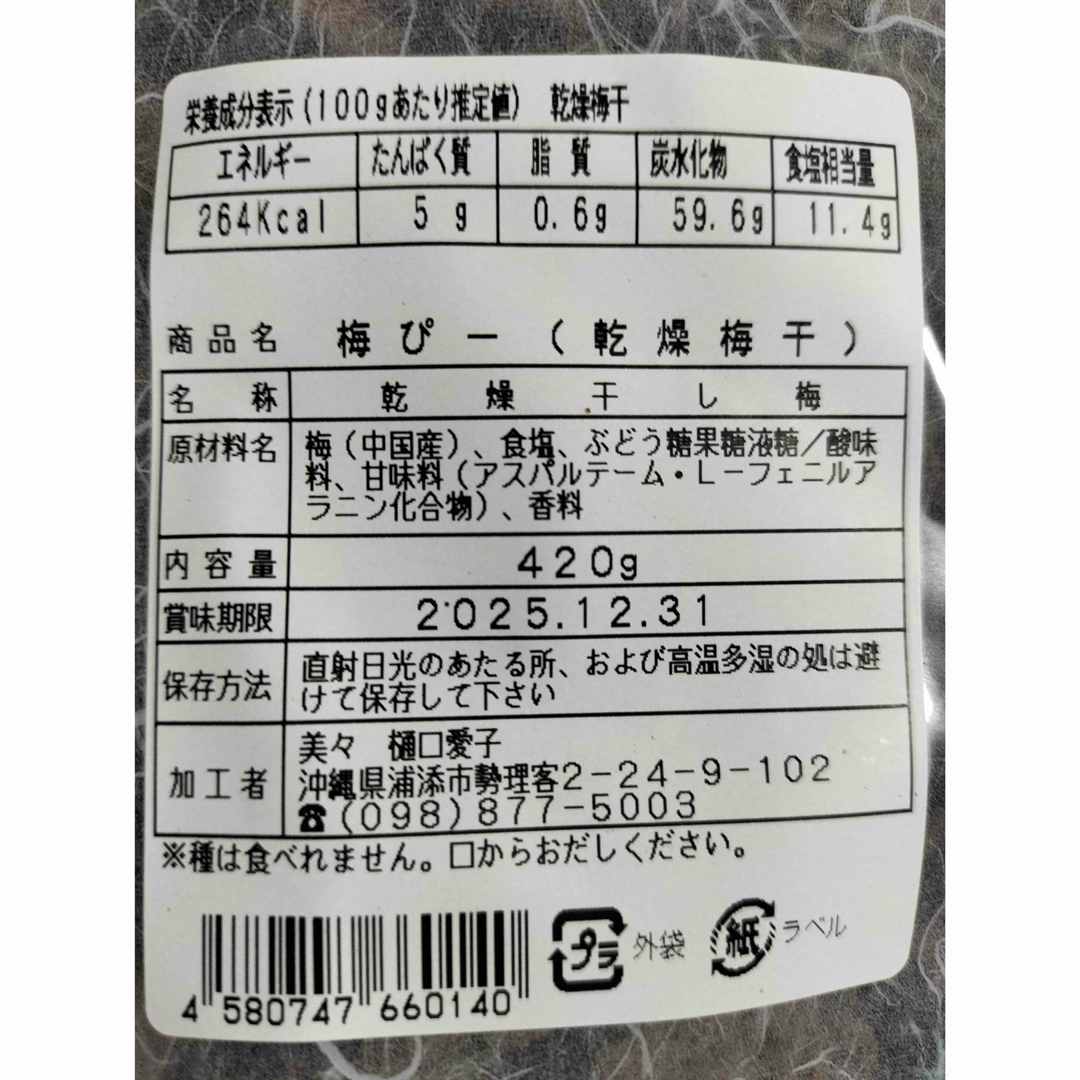 栄養成分表示(100gあたり推定値) 乾燥梅干
エネルギー たんぱく質 脂質 炭水化物 食塩相当量
264Kcal 5g 0.6g 59.6g 11.4g
商品名 梅ぴー(乾燥梅干)
名称 乾燥干し梅
原材料名 梅(中国産)、食塩、ぶどう糖果糖液糖/酸味
料、甘味料(アスパルテーム・L-フェニルア
ラニン化合物)、香料
内容量 420g
賞味期限 2025.12.31
保存方法 直射日光のあたる所、および高温多湿の処は避
けて保存して下さい
加工者 美々 樋口愛子
沖縄県浦添市勢理客2-24-9-102
☎(098)877-5003
※種は食べれません。口からおだしください。
プラ 外袋 紙 ラベル
4 580747 660140